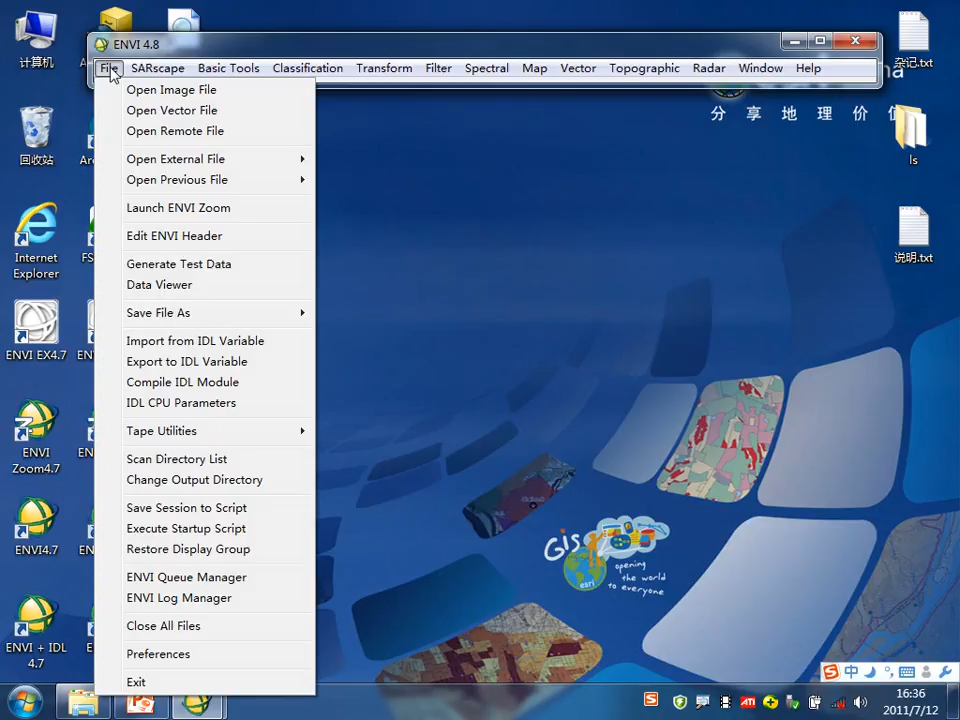 ENVI 4.8
File SARscape Basic Tools Classification Transform Filter Spectral Map Vector Topographic Radar Window Help
Open Image File
Open Vector File
Open Remote File
Open External File
Open Previous File
Launch ENVI Zoom
Edit ENVI Header
Generate Test Data
Data Viewer
Save File As
Import from IDL Variable
Export to IDL Variable
Compile IDL Module
IDL CPU Parameters
Tape Utilities
Scan Directory List
Change Output Directory
Save Session to Script
Execute Startup Script
Restore Display Group
ENVI Queue Manager
ENVI Log Manager
Close All Files
Preferences
Exit
计算机
回收站
Internet
Explorer
ENVI EX4.7
ENVI
Zoom4.7
ENVI4.7
ENVI + IDL
4.7
分享地理价
杂记.txt
ls
说明.txt
GIS
esri
opening
the world
to everyone
中
ATI
16:36
2011/7/12